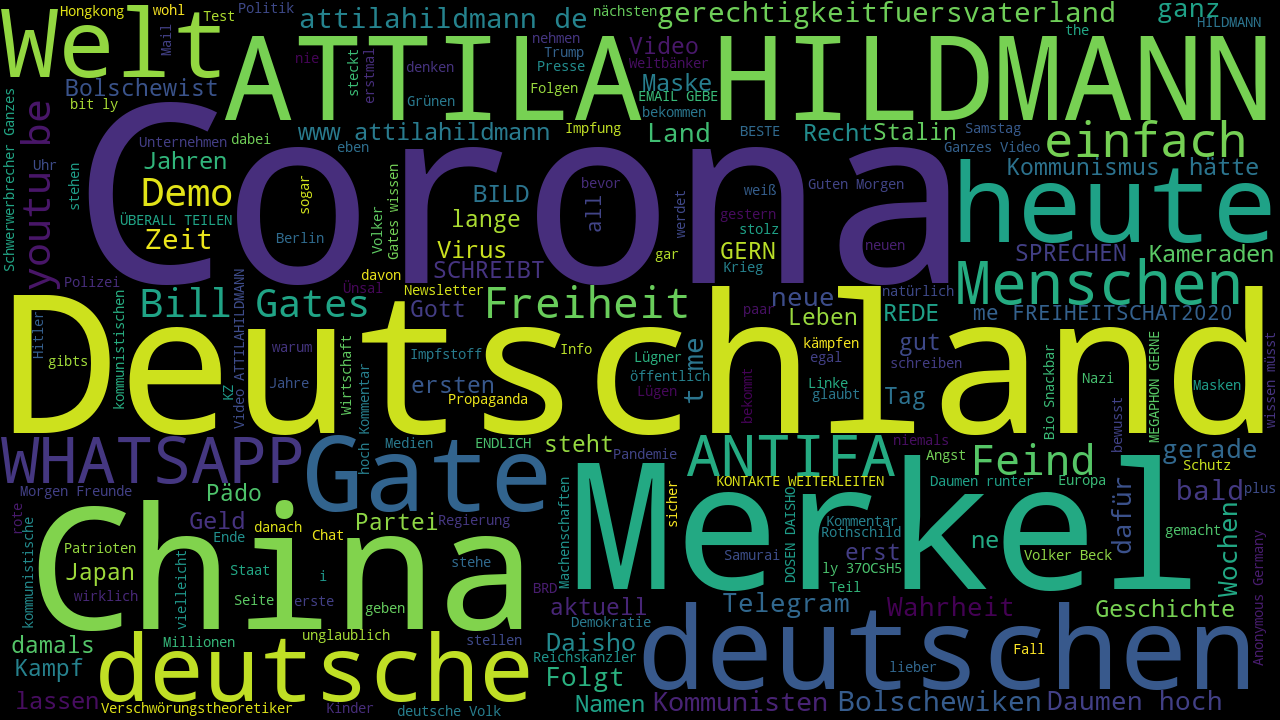 Hongkong wohl Politik Test
nächsten gerechtigkeitfuersvaterland ganz
attilahildmann de
HILDMANN
Welt
Mail
nehmen
the
ATTILA HILDMANN
nie
steckt
erstmal
Trump
Video
Weltbänker
denken Presse
Bolschewist
Folgen
Maske
Grünen
EMAIL GEBE
bit ly
bekommen
Schwerwerbrecher Ganzes
youtube be
Corona
www attilahildmann
Impfung
Land
BESTE
Recht
Stalin
Samstag
einfach
Unternehmen dabei
eben
Ganzes Video
Uhr
Jahren
heute
Kommunismus hätte
stehen
Demo
sogar
Gates wissen
BILD
bevor
weiß
Guten Morgen
all
werdet
ÜBERALL TEILEN
Volker
lange
gestern
stolz
Zeit
Berlin
Virus
gar
GERN
neuen
SPRECHEN
Kameraden
SCHREIBT
Krieg
Menschen
Polizei
davon
Ünsal
Newsletter
natürlich
Video ATTILAHILDMANN
kommunistischen
Bill Gates
Gott
Freiheit
paar
neue
Leben
REDE
me FREIHEITSCHAT2020
Deutschland
Hitler
gibts
warum
Wirtschaft
Impfstoff
Info
Lügner
t me
kämpfen
egal
gut
schreiben
wissen müsst
MEGAPHON GERNE
Bio Snackbar
öffentlich
KZ
Jahre
hoch Kommentar
ersten
Lügen
bekommt
Linke
glaubt
Tag
Nazi
Masken
Propaganda
bewusst
WHATSAPP
Gate
Medien
ENDLICH
steht
Pandemie
ANTIFA
niemals
Angst
Feind
gerade
Schutz
Morgen Freunde
sicher
KONTAKTE WEITERLEITEN
Daumen runter
Europa
Pädo
bald
plus
dafür
rote
China
Merkel
Geld
danach
Partei
Regierung
Machenschaften
DOSEN DAISHO
Kommentar
gemacht
Ende
Chat
Rothschild
ne
kommunistische
Patrioten
Samurai
erst
Volker Beck
Wochen
Japan
Staat
vielleicht
i
stehe
ly 37OCsH5
BRD
Teil
wirklich
Seite
erste
geben
aktuell
Telegram
Wahrheit
Geschichte
Anonymous Germany
damals
Millionen
unglaublich
stellen
Demokratie
Daisho
deutschen
Fall
Reichskanzler
Kampf
deutsche
Folgt
lieber
lassen
Verschwörungstheoretiker
Kinder
deutsche Volk
Namen
Kommunisten
Bolschewiken
Daumen hoch